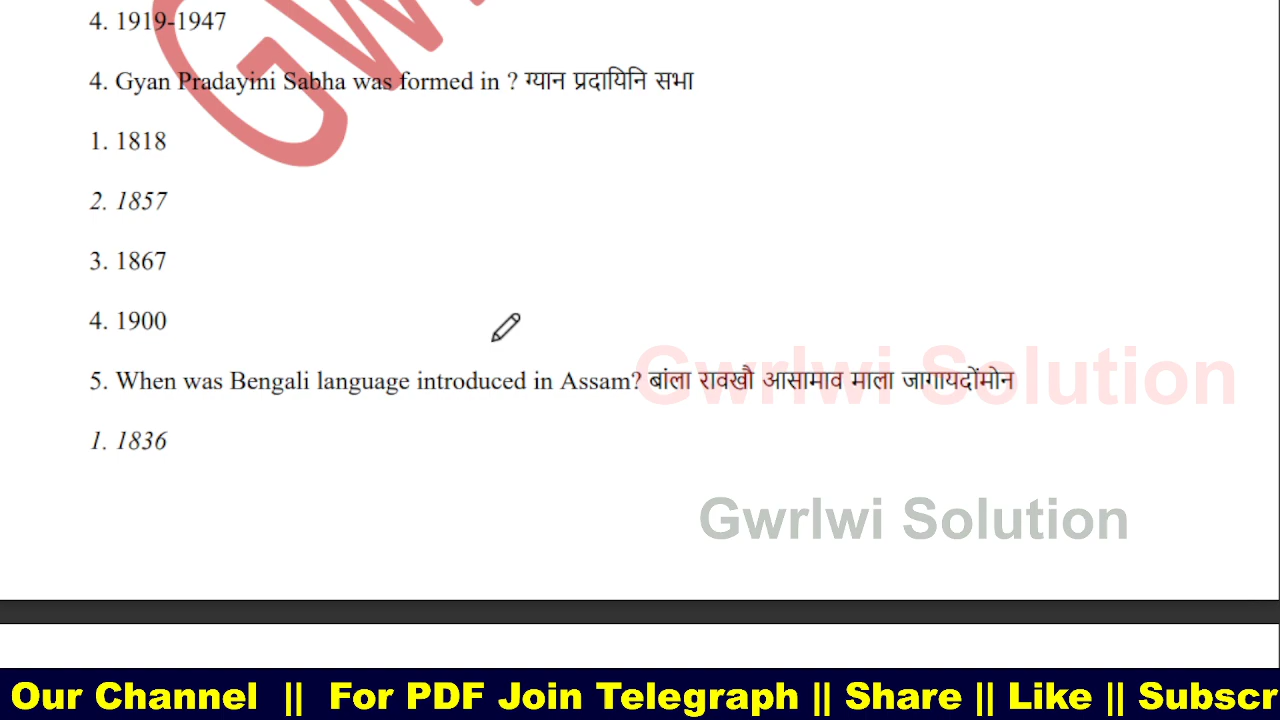 4. 1919-1947
4. Gyan Pradayini Sabha was formed in ? ग्यान प्रदायिनि सभा
1. 1818
2. 1857
3. 1867
4. 1900
5. When was Bengali language introduced in Assam? बांला रावखौ आसामाव माला जागायदोंमोन
Gwrlwi Solution
1. 1836
Gwrlwi Solution
Our Channel || For PDF Join Telegraph || Share || Like || Subscr